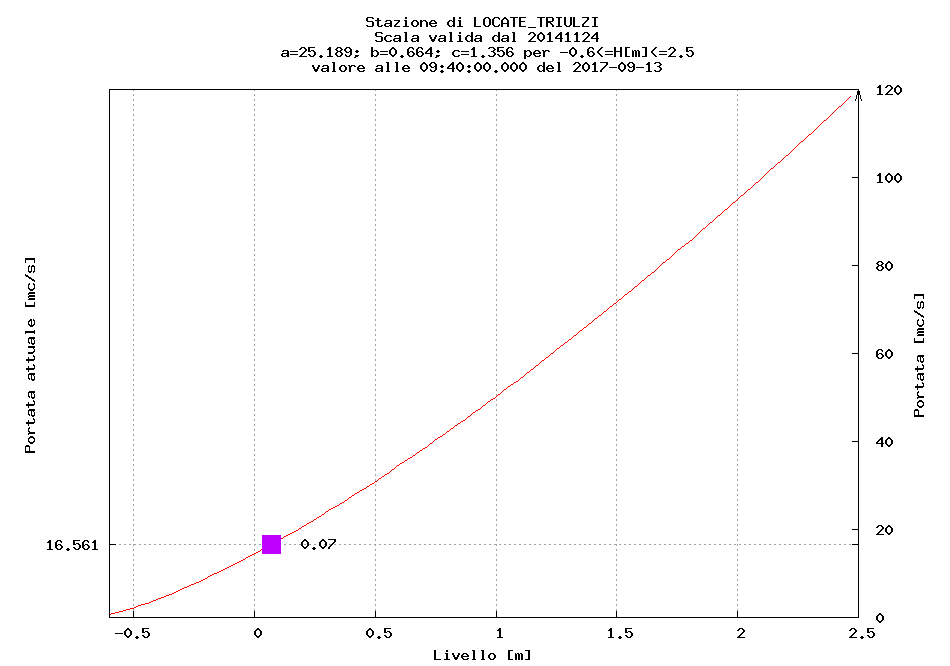 Stazione di LOCATE_TRIULZI
Scala valida dal 20141124
a=25.189; b=0.664; c=1.356 per -0.6<=H[m]<=2.5
valore alle 09:40:00.000 del 2017-09-13
120
100
80
60
40
20
0
Portata [mc/s]
Portata attuale [mc/s]
16.561
0.07
-0.5
0
0.5
1
1.5
2
2.5
Livello [m]